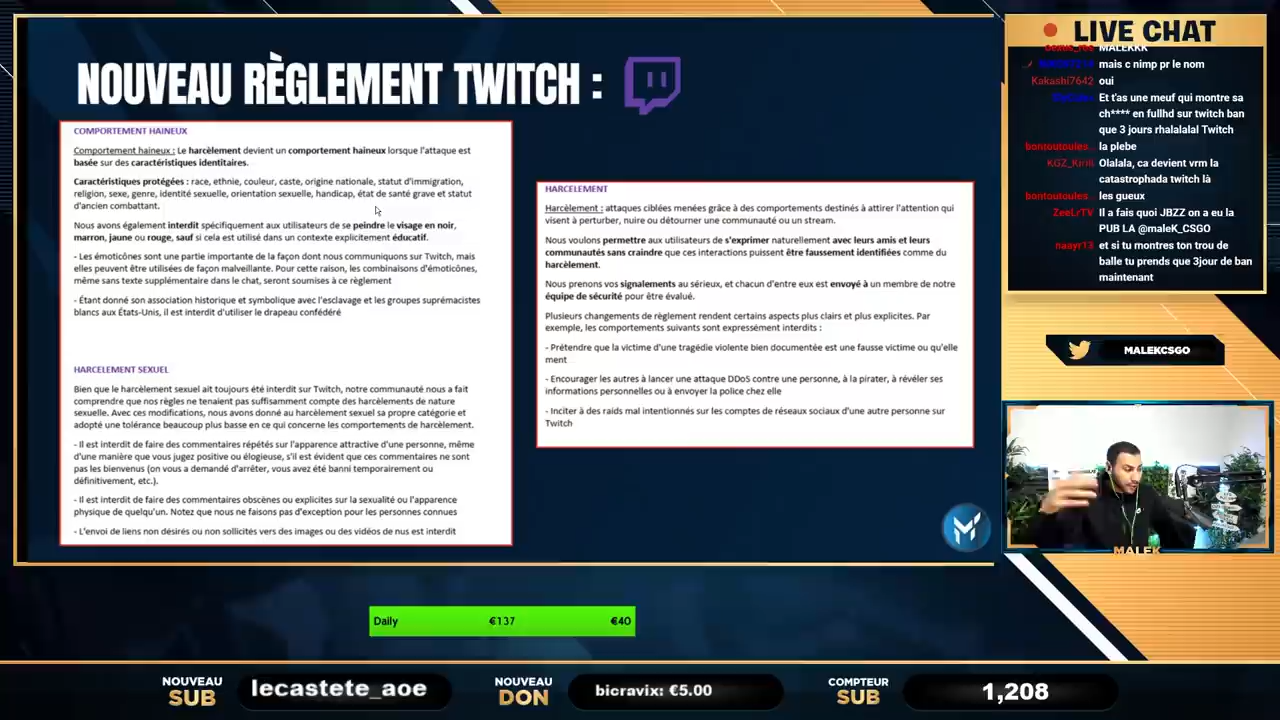 NOUVEAU RÈGLEMENT TWITCH :
COMPORTEMENT HAINEUX
Comportement haineux : Le harcèlement devient un comportement haineux lorsque l'attaque est
basée sur des caractéristiques identitaires.
Caractéristiques protégées : race, ethnie, couleur, caste, origine nationale, statut d'immigration,
religion, sexe, genre, identité sexuelle, orientation sexuelle, handicap, état de santé grave et statut
d'ancien combattant.
Nous avons également interdit spécifiquement aux utilisateurs de se peindre le visage en noir,
marron, jaune ou rouge, sauf si cela est utilisé dans un contexte explicitement éducatif.
- Les émoticônes sont une partie importante de la façon dont nous communiquons sur Twitch, mais
elles peuvent être utilisées de façon malveillante. Pour cette raison, les combinaisons d'émoticônes,
même sans texte supplémentaire dans le chat, seront soumises à ce règlement
- Étant donné son association historique et symbolique avec l'esclavage et les groupes suprémacistes
blancs aux États-Unis, il est interdit d'utiliser le drapeau confédéré
HARCELEMENT SEXUEL
Bien que le harcèlement sexuel ait toujours été interdit sur Twitch, notre communauté nous a fait
comprendre que nos règles ne tenaient pas suffisamment compte des harcèlements de nature
sexuelle. Avec ces modifications, nous avons donné au harcèlement sexuel sa propre catégorie et
adopté une tolérance beaucoup plus basse en ce qui concerne les comportements de harcèlement.
- Il est interdit de faire des commentaires répétés sur l'apparence attractive d'une personne, même
d'une manière que vous jugez positive ou élogieuse, s'il est évident que ces commentaires ne sont
pas les bienvenus (on vous a demandé d'arrêter, vous avez été banni temporairement ou
définitivement, etc.).
- Il est interdit de faire des commentaires obscènes ou explicites sur la sexualité ou l'apparence
physique de quelqu'un. Notez que nous ne faisons pas d'exception pour les personnes connues
- L'envoi de liens non désirés ou non sollicités vers des images ou des vidéos de nus est interdit
HARCELEMENT
Harcèlement : attaques ciblées menées grâce à des comportements destinés à attirer l'attention qui
visent à perturber, nuire ou détourner une communauté ou un stream.
Nous voulons permettre aux utilisateurs de s'exprimer naturellement avec leurs amis et leurs
communautés sans craindre que ces interactions puissent être faussement identifiées comme du
harcèlement.
Nous prenons vos signalements au sérieux, et chacun d'entre eux est envoyé à un membre de notre
équipe de sécurité pour être évalué.
Plusieurs changements de règlement rendent certains aspects plus clairs et plus explicites. Par
exemple, les comportements suivants sont expressément interdits :
- Prétendre que la victime d'une tragédie violente bien documentée est une fausse victime ou qu'elle
ment
- Encourager les autres à lancer une attaque DDoS contre une personne, à la pirater, à révéler ses
informations personnelles ou à envoyer la police chez elle
- Inciter à des raids mal intentionnés sur les comptes de réseaux sociaux d'une autre personne sur
Twitch
LIVE CHAT
MALEKKK
mais c nimp pr le nom
Kakashi7642 oui
Et t'as une meuf qui montre sa
ch**** en fullhd sur twitch ban
que 3 jours rhalalalal Twitch
bontoutoules.. la plebe
KGZ_Kirili Olalala, ca devient vrm la
catastrophada twitch là
bontoutoules.. les gueux
ZeeLrTV Il a fais quoi JBZZ on a eu la
PUB LA @maleK_CSGO
naayr13 et si tu montres ton trou de
balle tu prends que 3jour de ban
maintenant
MALEKCSGO
MALEK
Daily €137 €40
NOUVEAU SUB lecastete_aoe
NOUVEAU DON bicravix: €5.00
COMPTEUR SUB 1,208